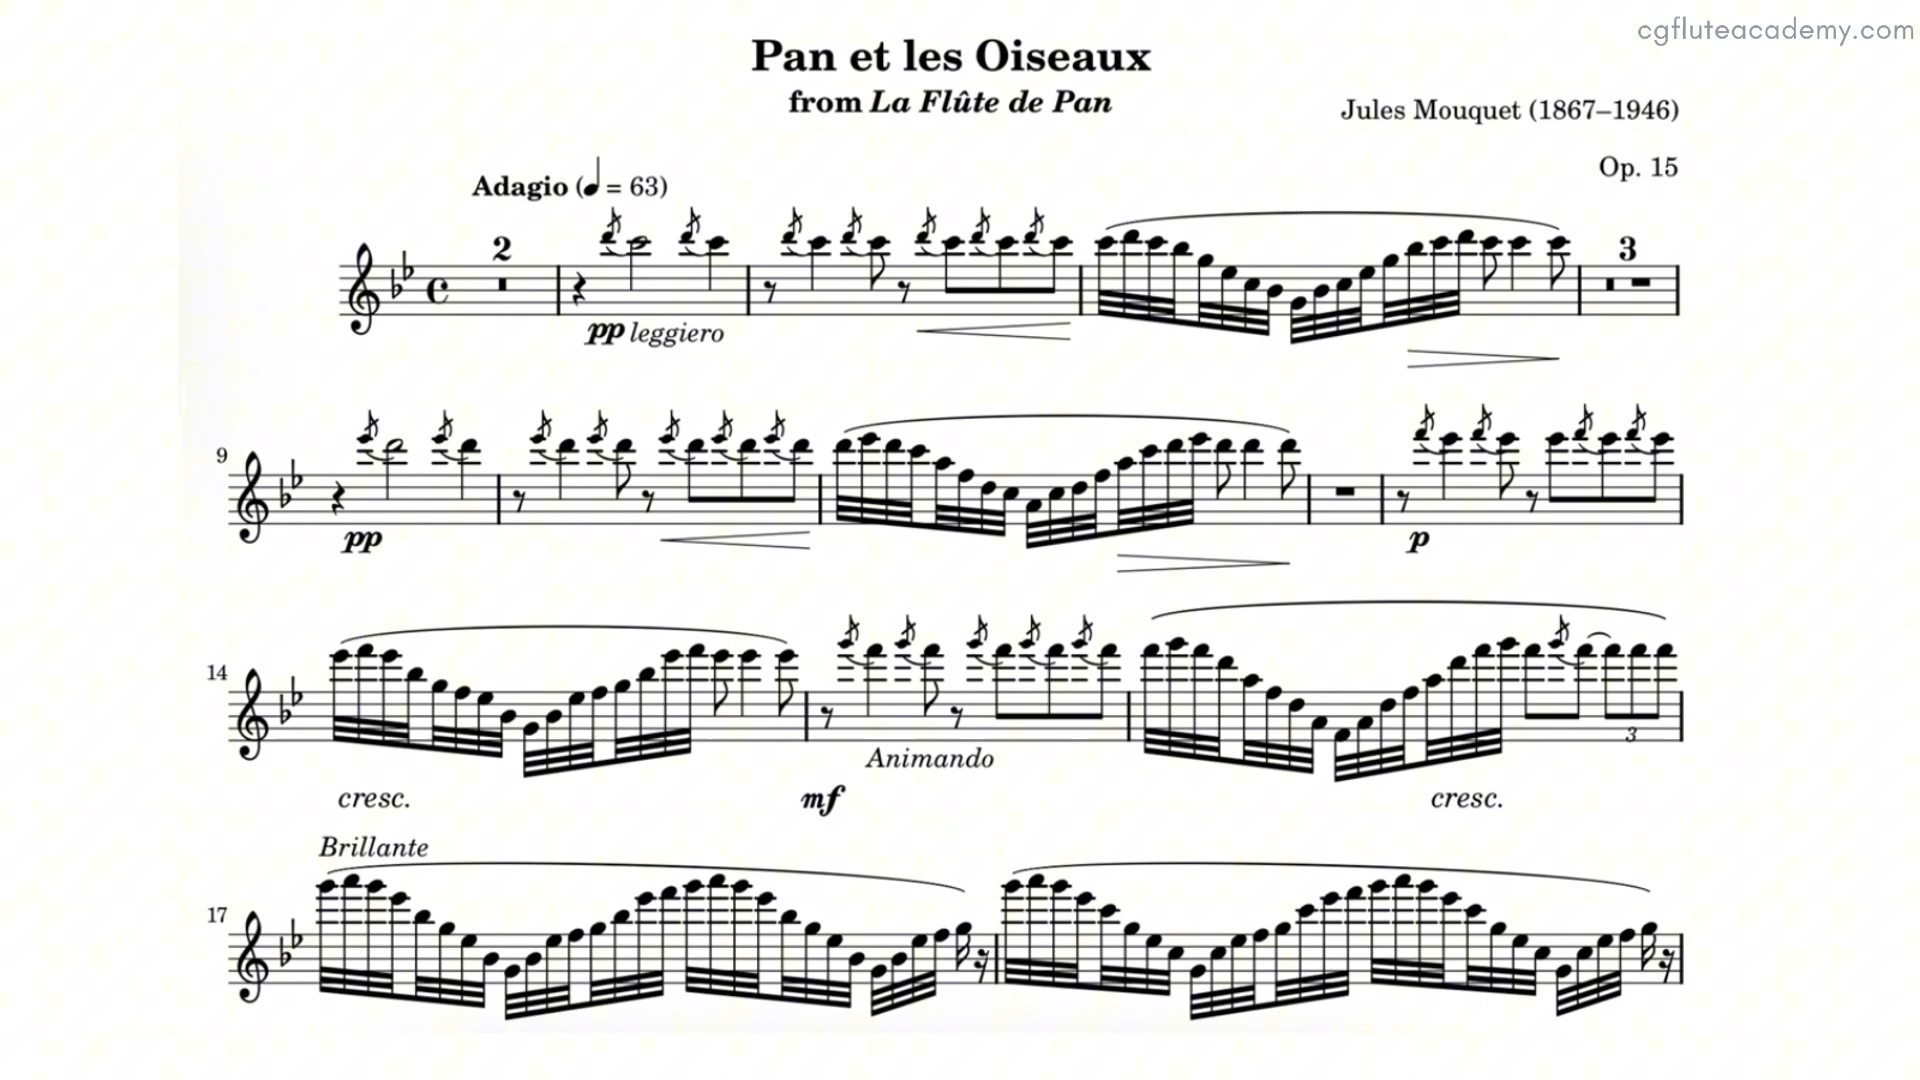 cgfluteacademy.com
Pan et les Oiseaux
from La Flûte de Pan
Jules Mouquet (1867–1946)
Op. 15
Adagio (♩ = 63)
2
3
pp leggiero
9
pp
p
14
3
Animando
cresc.
mf
cresc.
Brillante
17